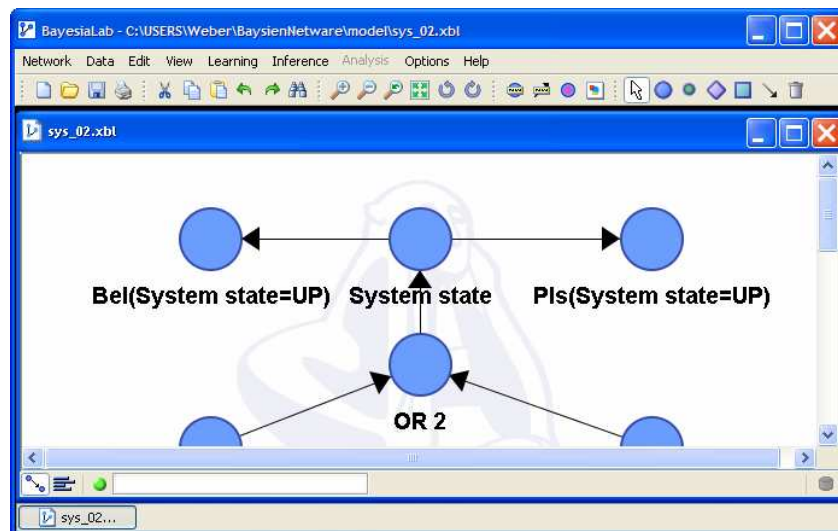 BayesiaLab - C:\USERS\Weber\BaysienNetware\model\sys_02.xbl
Network Data Edit View Learning Inference Analysis Options Help
sys_02.xbl
Bel(System state=UP) System state Pls(System state=UP)
OR 2
sys_02...